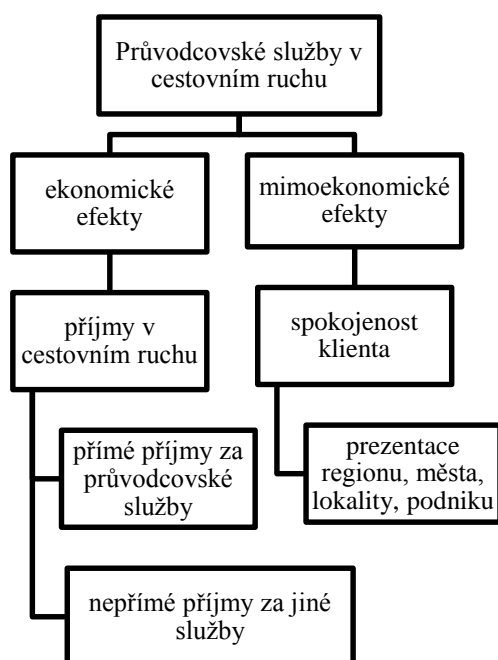 Průvodcovské služby v
cestovním ruchu
ekonomické
efekty
mimoekonomické
efekty
příjmy v
cestovním ruchu
spokojenost
klienta
přímé příjmy za
průvodcovské
služby
prezentace
regionu, města,
lokality, podniku
nepřímé příjmy za jiné
služby